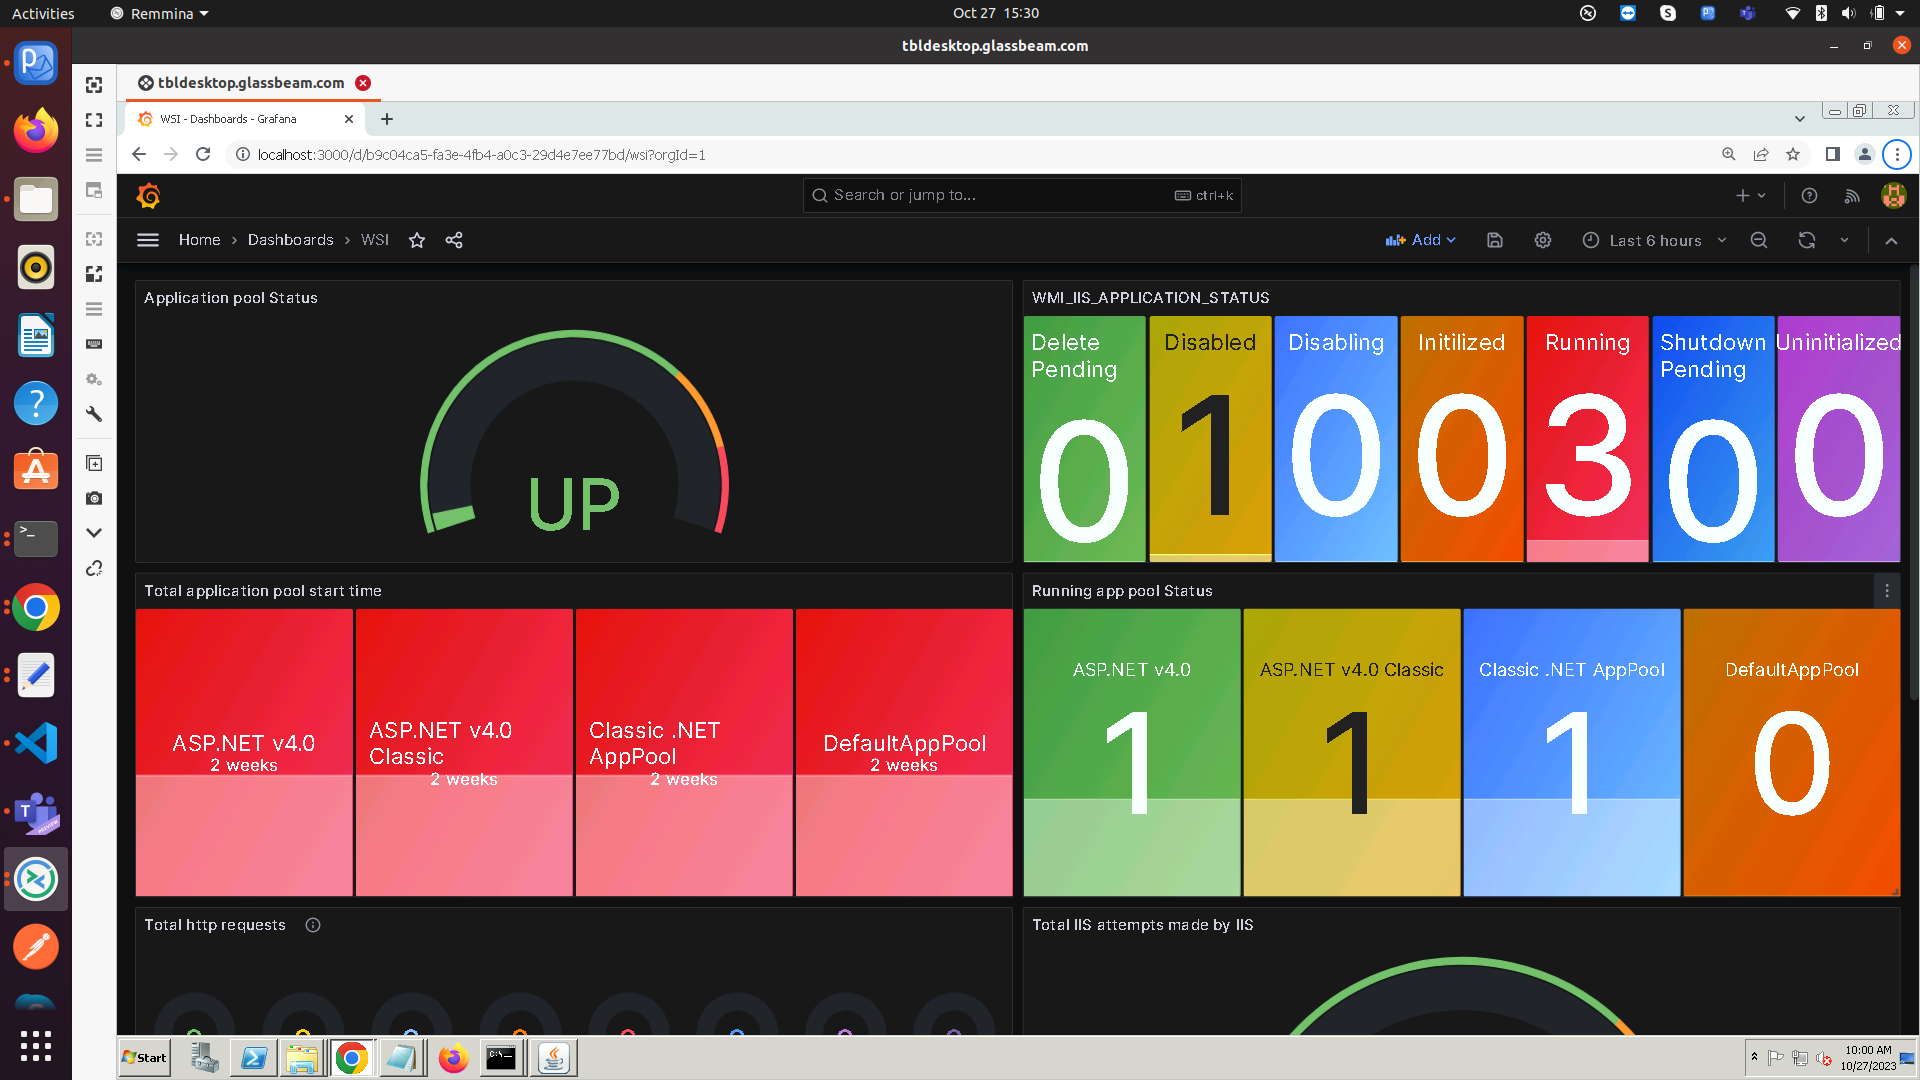 Activities
Remmina
Oct 27  15:30
tbldesktop.glassbeam.com
tbldesktop.glassbeam.com
WSI - Dashboards - Grafana
localhost:3000/d/b9c04ca5-fa3e-4fb4-a0c3-29d4e7ee77bd/wsi?orgId=1
Search or jump to...
ctrl+k
Home › Dashboards › WSI
Add
Last 6 hours
Application pool Status
UP
WMI_IIS_APPLICATION_STATUS
Delete
Pending
0
Disabled
1
Disabling
0
Initilized
0
Running
3
Shutdown
Pending
0
Uninitialized
0
Total application pool start time
ASP.NET v4.0
2 weeks
ASP.NET v4.0
Classic
2 weeks
Classic .NET
AppPool
2 weeks
DefaultAppPool
2 weeks
Running app pool Status
ASP.NET v4.0
1
ASP.NET v4.0 Classic
1
Classic .NET AppPool
1
DefaultAppPool
0
Total http requests
Total IIS attempts made by IIS
Start
10:00 AM
10/27/2023